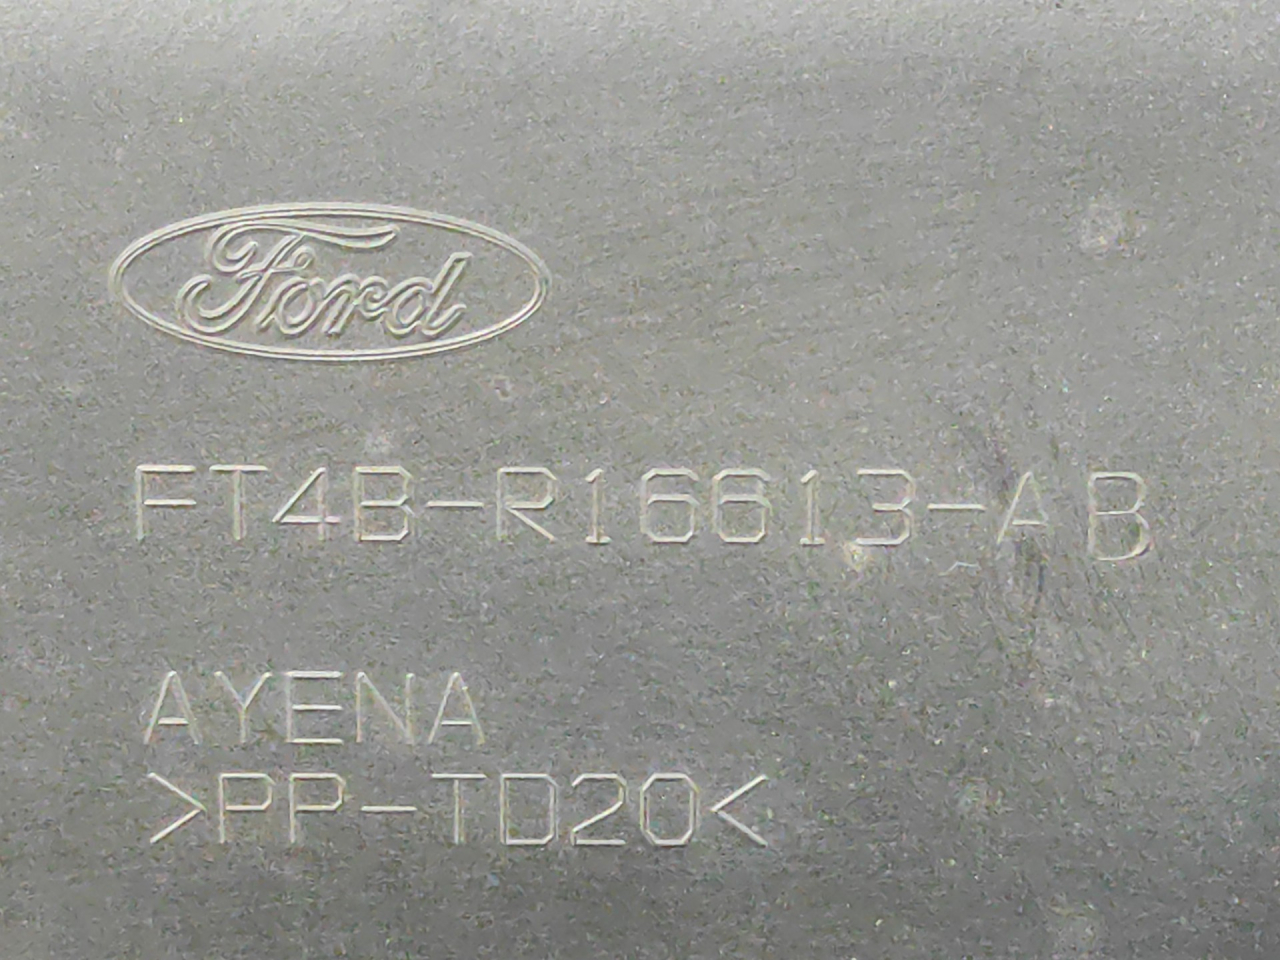 Ford
FT4B-R16613-AB
AYENA
>PP-TD20<